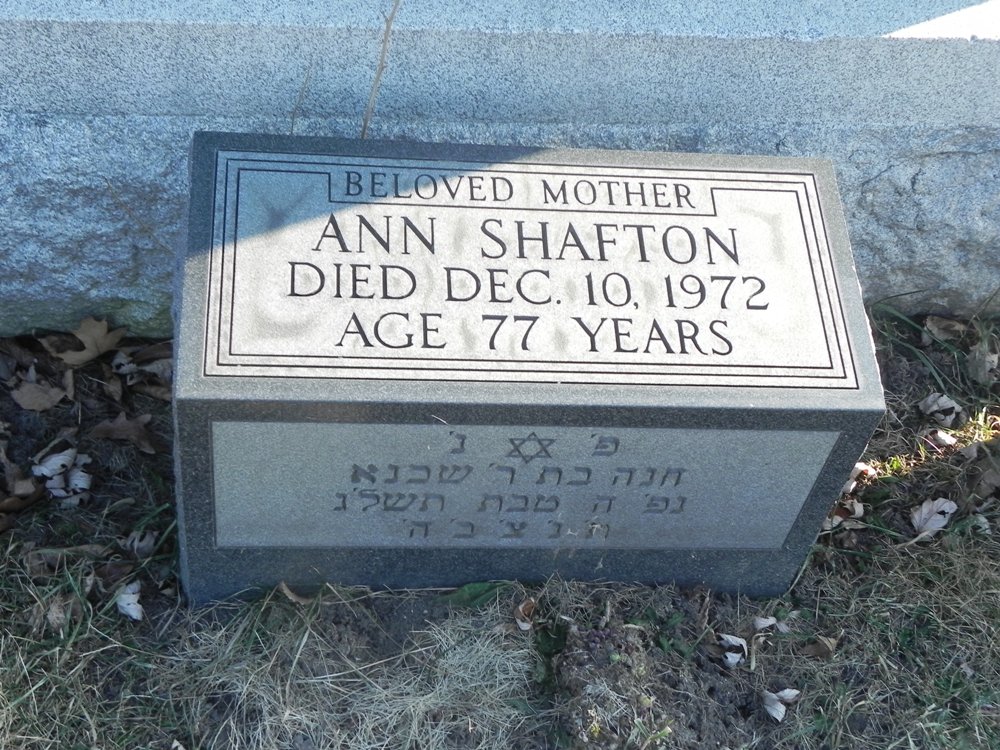 BELOVED MOTHER
ANN SHAFTON
DIED DEC. 10, 1972
AGE 77 YEARS
פ' נ'
חנה בת ר' שכנא
נפ' ה טבת תשל'ג
ת' נ' צ' ב' ה'